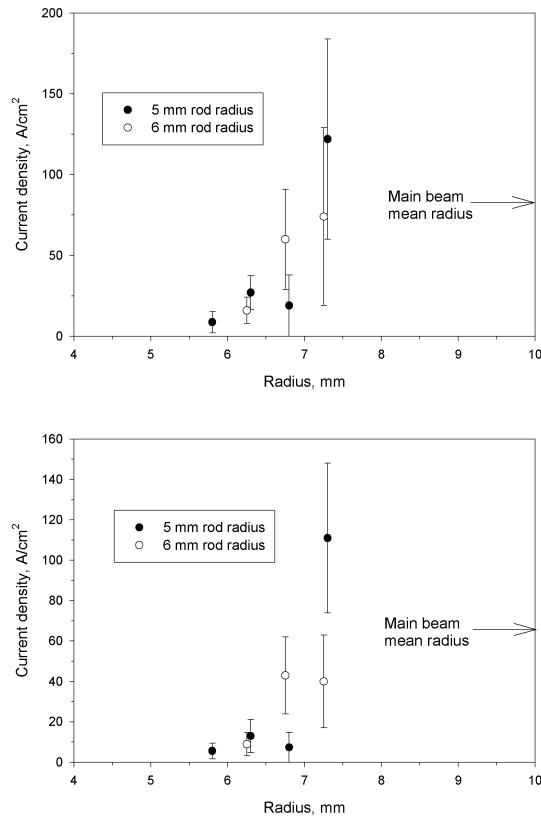 200
150
100
50
0
Current density, A/cm²
5 mm rod radius
6 mm rod radius
Main beam
mean radius
4 5 6 7 8 9 10
Radius, mm
160
140
120
100
80
60
40
20
0
Current density, A/cm²
5 mm rod radius
6 mm rod radius
Main beam
mean radius
4 5 6 7 8 9 10
Radius, mm